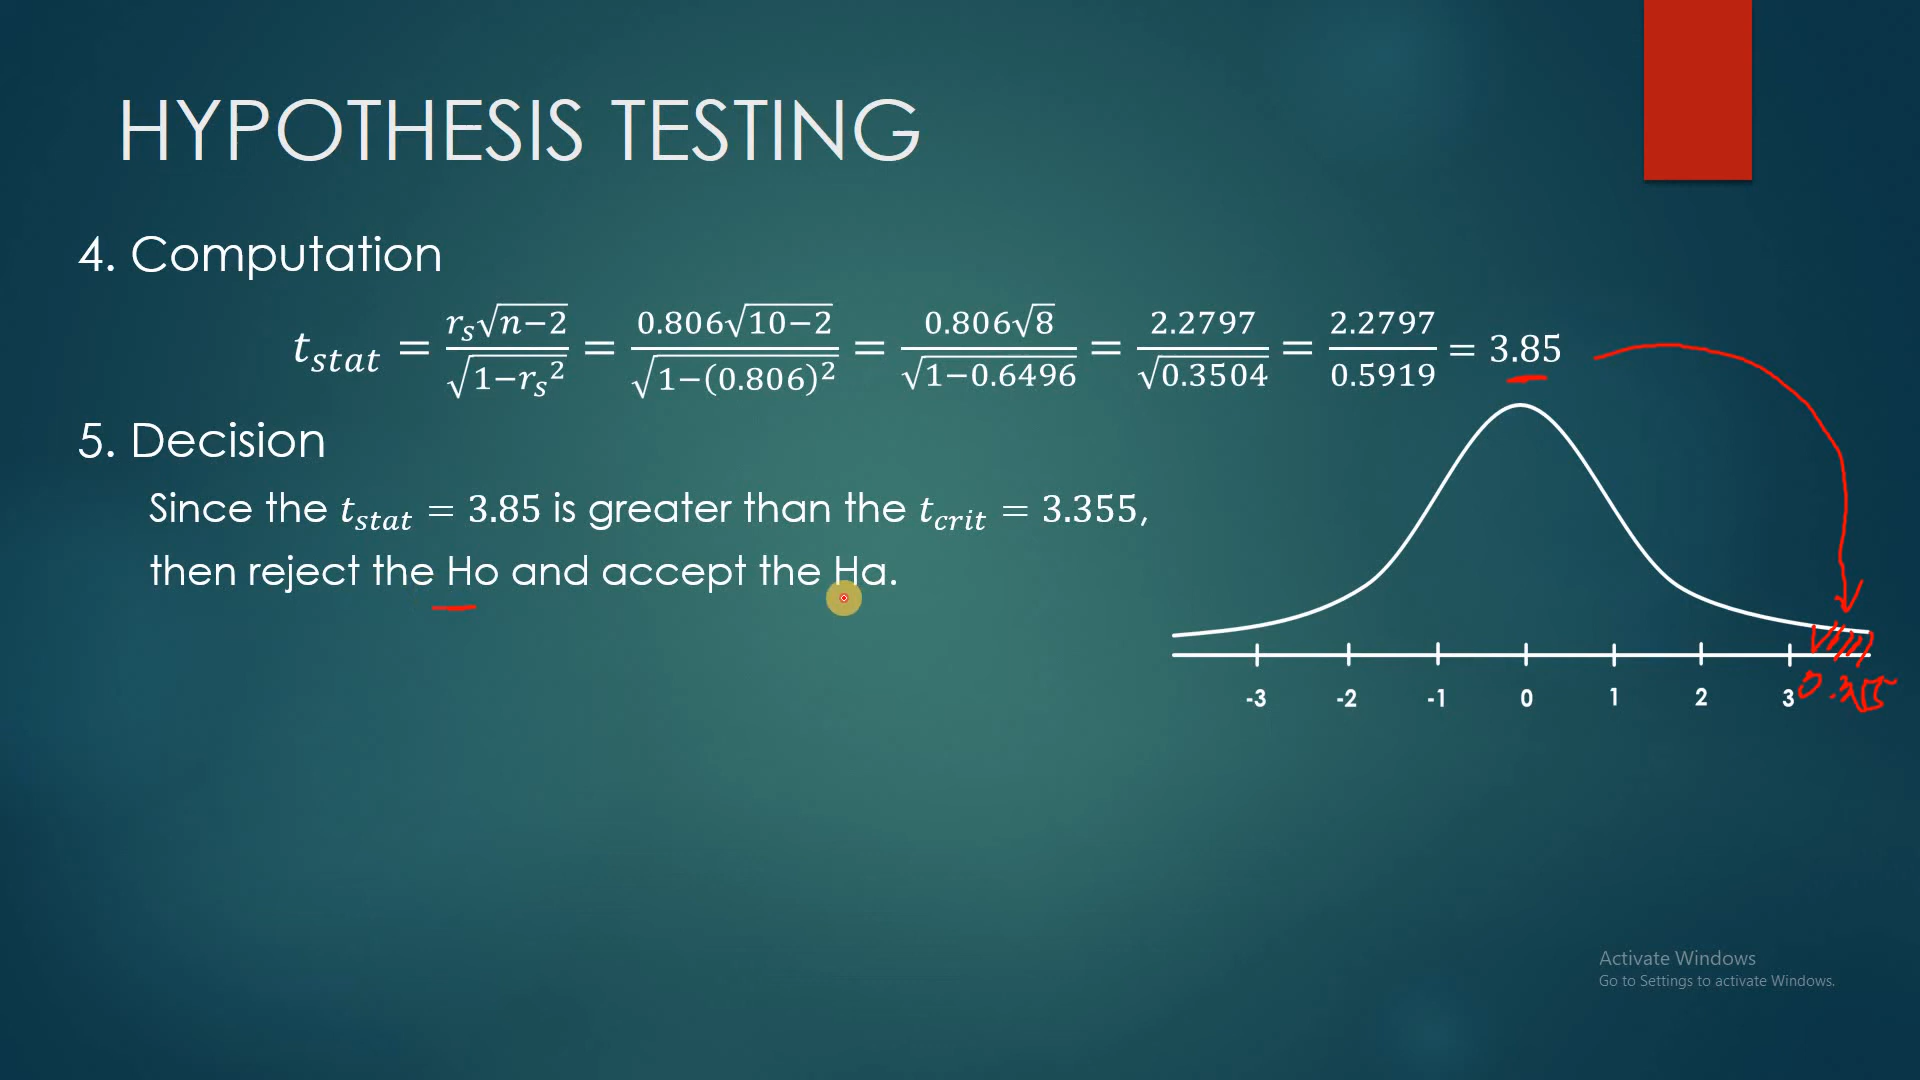 HYPOTHESIS TESTING
4. Computation
t_stat = r_s√(n−2) / √(1−r_s²) = 0.806√(10−2) / √(1−(0.806)²) = 0.806√8 / √(1−0.6496) = 2.2797 / √0.3504 = 2.2797 / 0.5919 = 3.85
5. Decision
Since the t_stat = 3.85 is greater than the t_crit = 3.355,
then reject the Ho and accept the Ha.
-3 -2 -1 0 1 2 3
Activate Windows
Go to Settings to activate Windows.